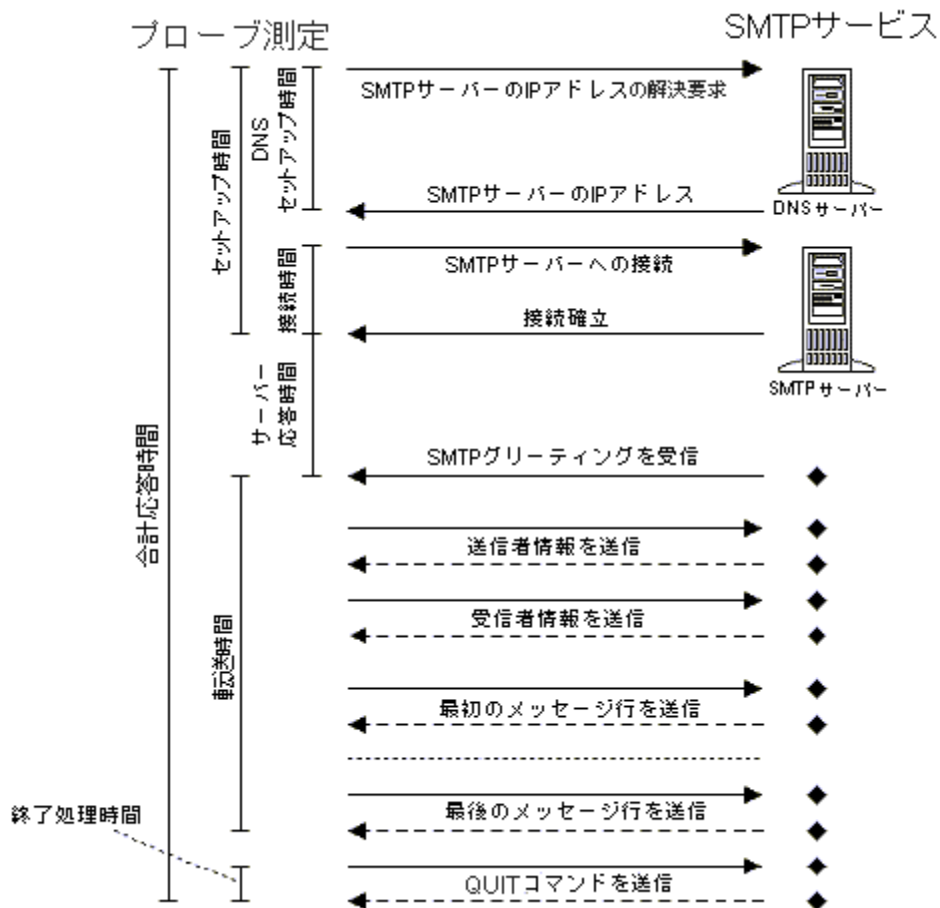 プローブ測定
SMTPサービス
SMTPサーバーのIPアドレスの解決要求
DNS
セットアップ時間
セットアップ時間
SMTPサーバーのIPアドレス
DNSサーバー
SMTPサーバーへの接続
接続時間
接続確立
SMTPサーバー
サーバー
応答時間
合計応答時間
SMTPグリーティングを受信
送信者情報を送信
受信者情報を送信
転送時間
最初のメッセージ行を送信
最後のメッセージ行を送信
終了処理時間
QUITコマンドを送信